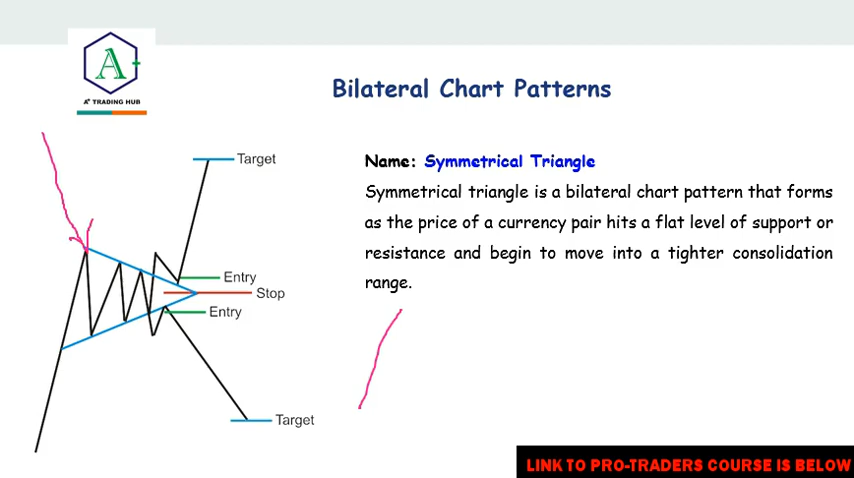 A+
A+ TRADING HUB
Bilateral Chart Patterns
Name: Symmetrical Triangle
Symmetrical triangle is a bilateral chart pattern that forms
as the price of a currency pair hits a flat level of support or
resistance and begin to move into a tighter consolidation
range.
Target
Entry
Stop
Entry
Target
LINK TO PRO-TRADERS COURSE IS BELOW